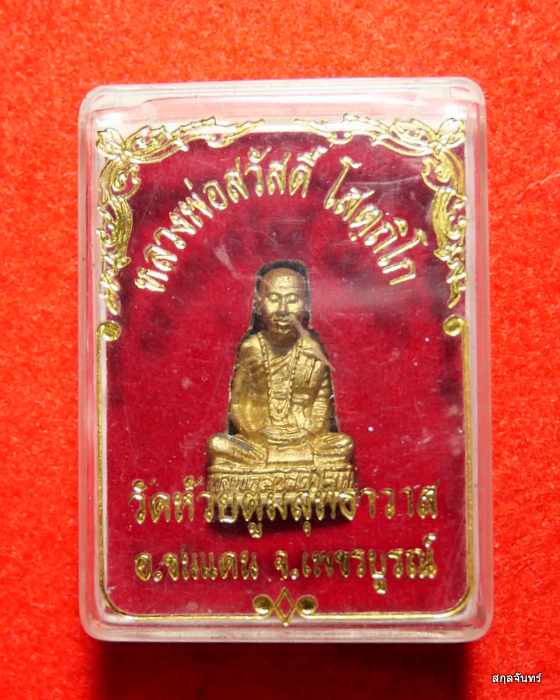 หลวงพ่อสวัสดิ์ โสตฺถิโก
วัดห้วยตูมสุทธาวาส
อ.ชนแดน จ.เพชรบูรณ์
สกุลจันทร์